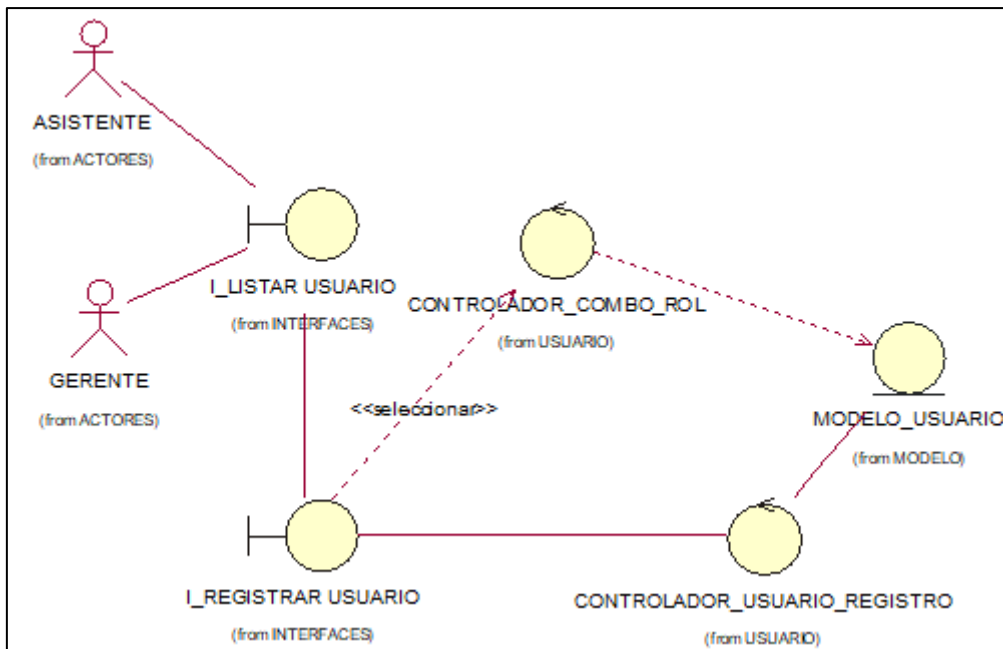 ASISTENTE
(from ACTORES)
I_LISTAR USUARIO
(from INTERFACES)
CONTROLADOR_COMBO_ROL
(from USUARIO)
GERENTE
(from ACTORES)
<<seleccionar>>
MODELO_USUARIO
(from MODELO)
I_REGISTRAR USUARIO
(from INTERFACES)
CONTROLADOR_USUARIO_REGISTRO
(from USUARIO)